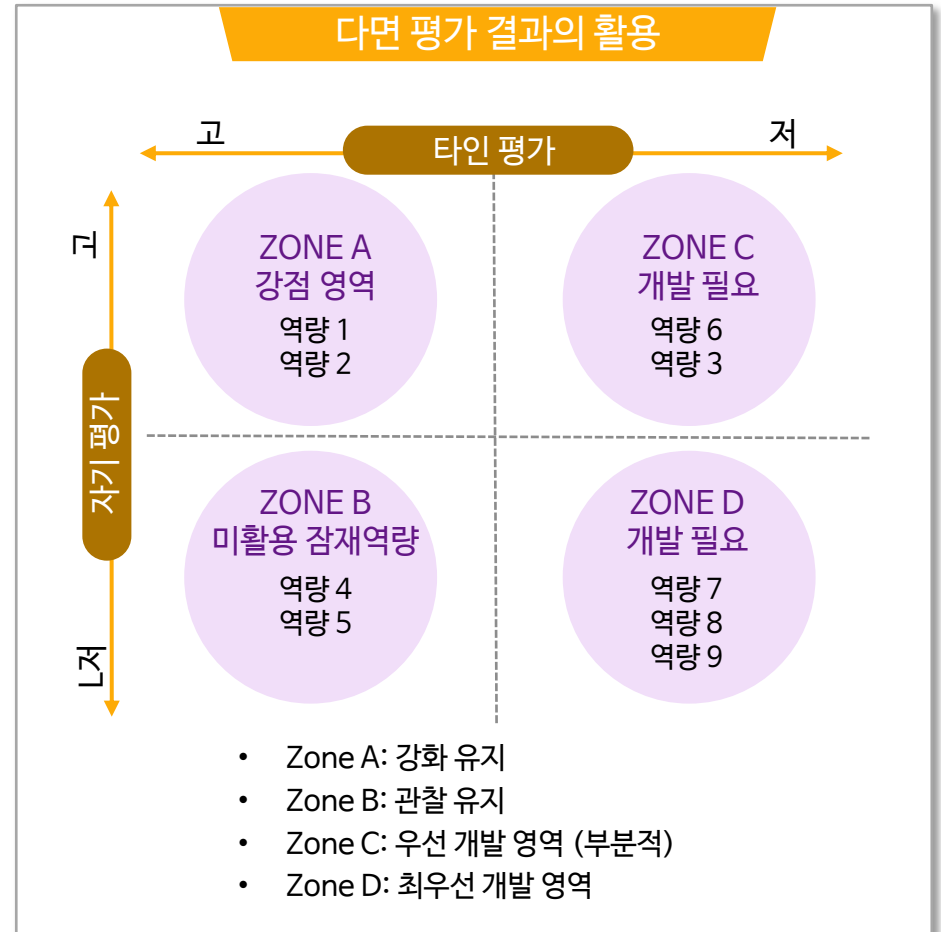 다면 평가 결과의 활용
고
타인 평가
저
고
자기 평가
L저
ZONE A
강점 영역
역량 1
역량 2
ZONE C
개발 필요
역량 6
역량 3
ZONE B
미활용 잠재역량
역량 4
역량 5
ZONE D
개발 필요
역량 7
역량 8
역량 9
• Zone A: 강화 유지
• Zone B: 관찰 유지
• Zone C: 우선 개발 영역 (부분적)
• Zone D: 최우선 개발 영역